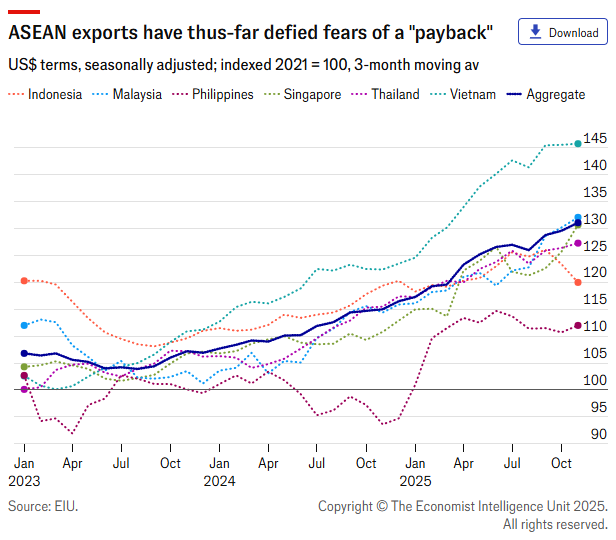 ASEAN exports have thus-far defied fears of a "payback"
Download
US$ terms, seasonally adjusted; indexed 2021 = 100, 3-month moving av
Indonesia Malaysia Philippines Singapore Thailand Vietnam Aggregate
145
140
135
130
125
120
115
110
105
100
95
90
Jan Apr Jul Oct Jan Apr Jul Oct Jan Apr Jul Oct
2023 2024 2025
Source: EIU.
Copyright © The Economist Intelligence Unit 2025.
All rights reserved.